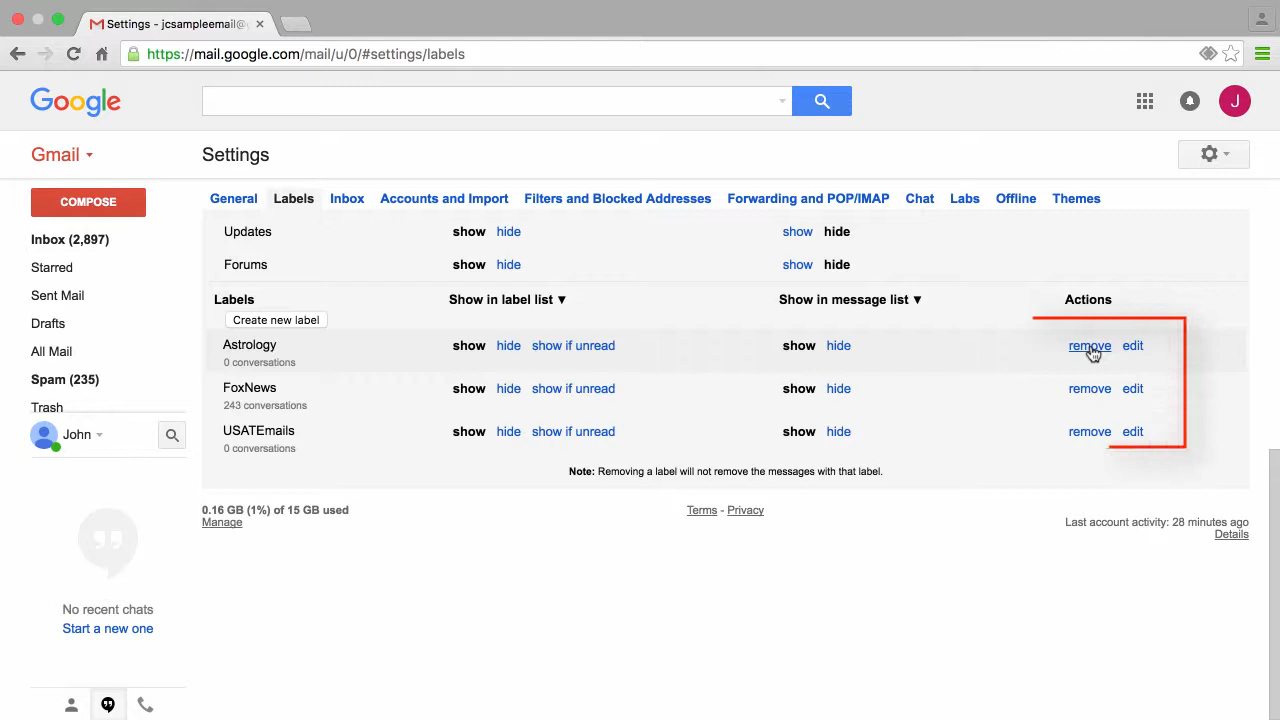 Settings - jcsampleemail@
https://mail.google.com/mail/u/0/#settings/labels
Google
J
Gmail
Settings
COMPOSE
General Labels Inbox Accounts and Import Filters and Blocked Addresses Forwarding and POP/IMAP Chat Labs Offline Themes
Inbox (2,897)
Starred
Sent Mail
Drafts
All Mail
Spam (235)
Trash
John
Updates show hide show hide
Forums show hide show hide
Labels Show in label list ▼ Show in message list ▼ Actions
Create new label
Astrology show hide show if unread show hide remove edit
0 conversations
FoxNews show hide show if unread show hide remove edit
243 conversations
USATEmails show hide show if unread show hide remove edit
0 conversations
Note: Removing a label will not remove the messages with that label.
0.16 GB (1%) of 15 GB used
Manage
Terms - Privacy
Last account activity: 28 minutes ago
Details
No recent chats
Start a new one